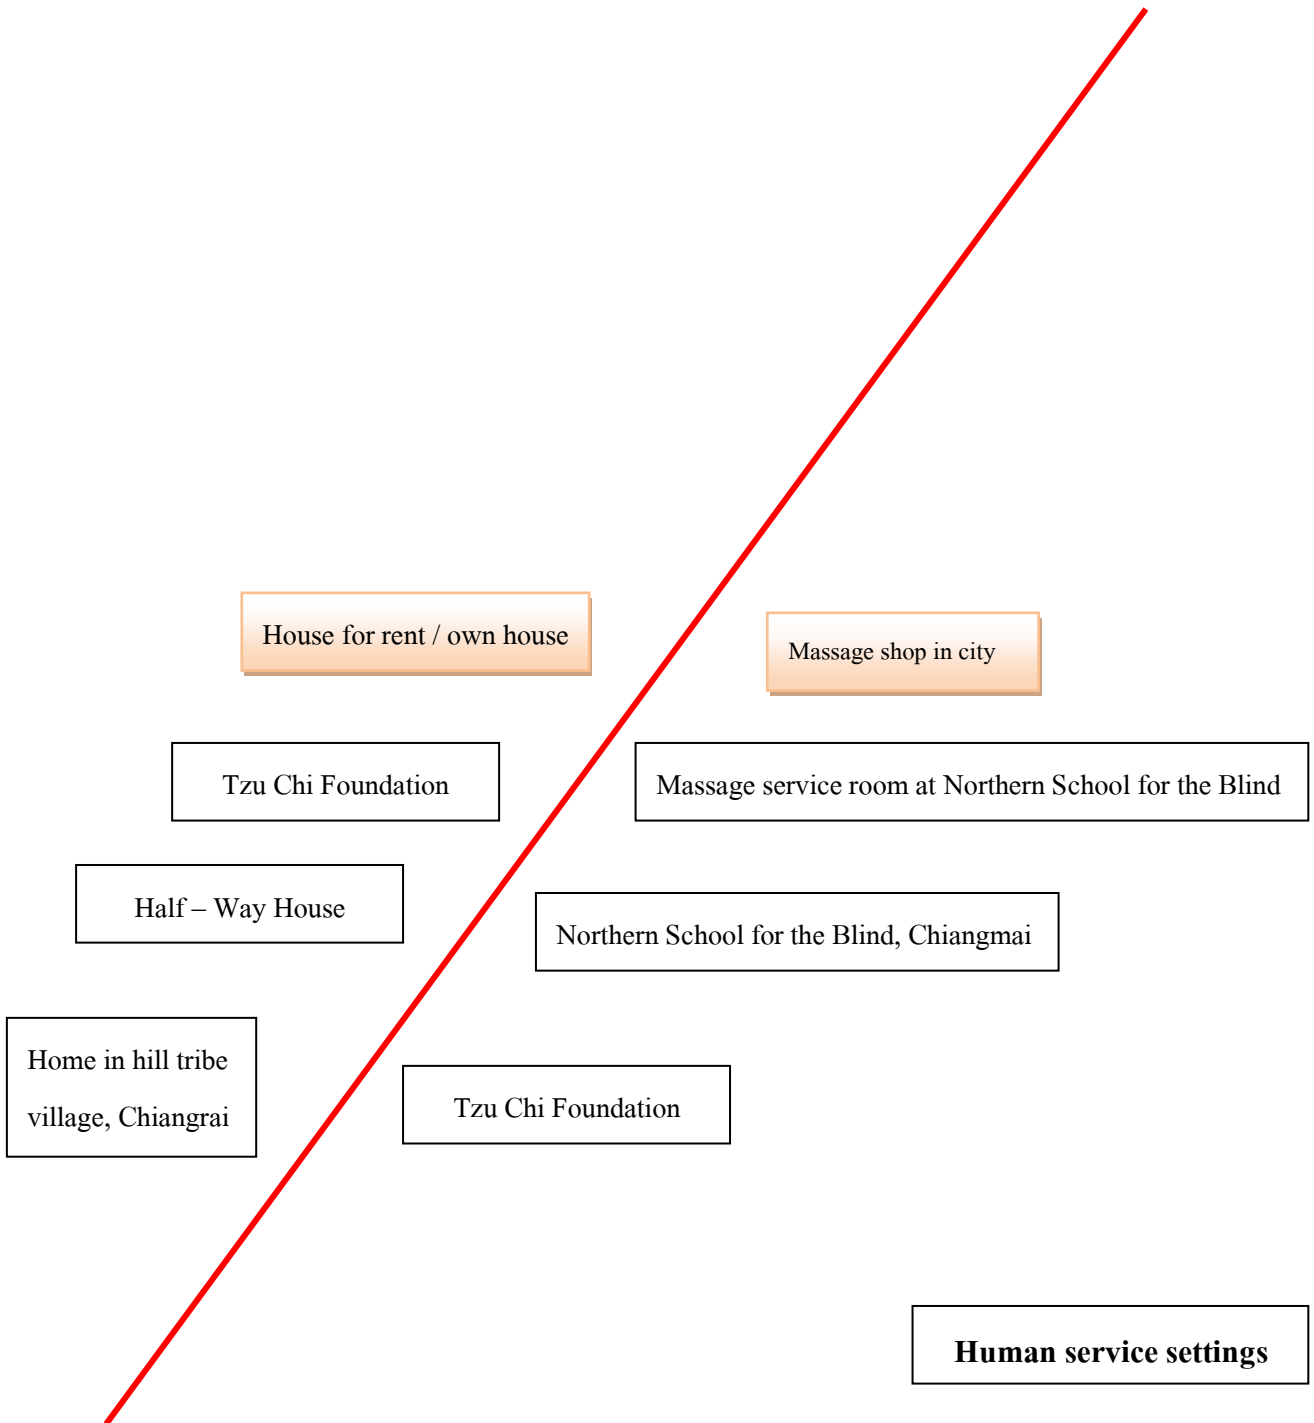 House for rent / own house
Massage shop in city
Tzu Chi Foundation
Massage service room at Northern School for the Blind
Half – Way House
Northern School for the Blind, Chiangmai
Home in hill tribe
village, Chiangrai
Tzu Chi Foundation
Human service settings